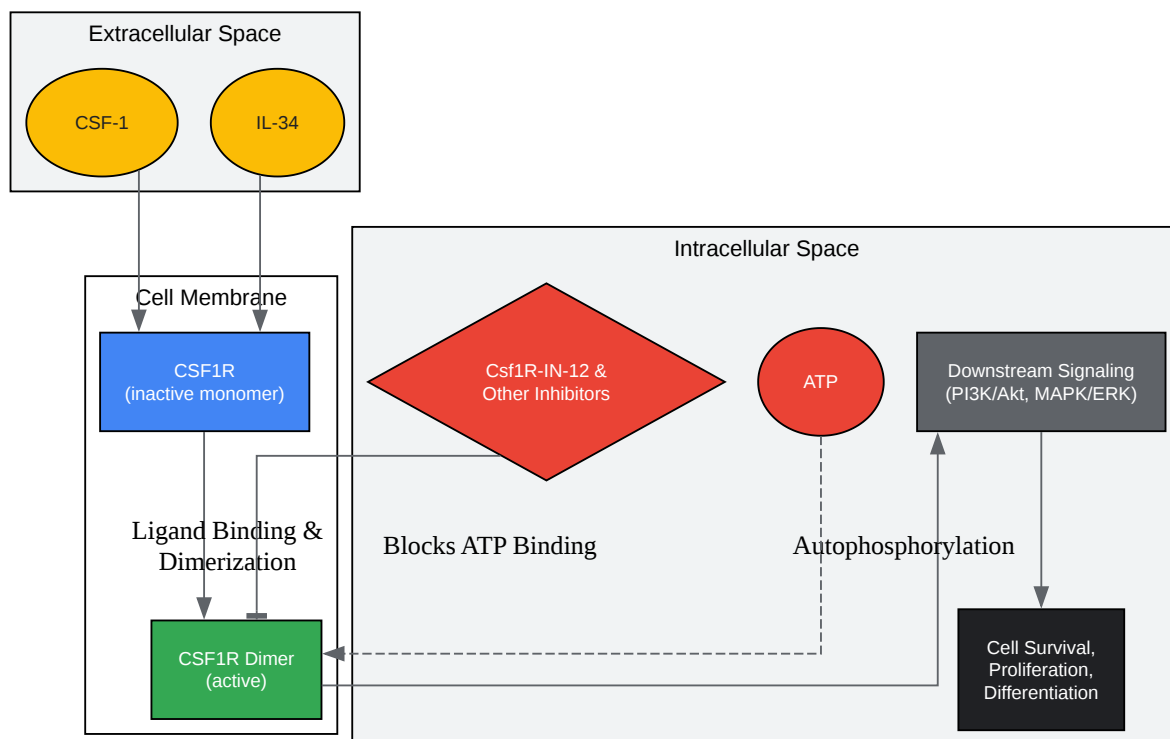 Extracellular Space
CSF-1
IL-34
Cell Membrane
CSF1R
(inactive monomer)
Ligand Binding &
Dimerization
CSF1R Dimer
(active)
Intracellular Space
Csf1R-IN-12 &
Other Inhibitors
Blocks ATP Binding
ATP
Autophosphorylation
Downstream Signaling
(PI3K/Akt, MAPK/ERK)
Cell Survival,
Proliferation,
Differentiation